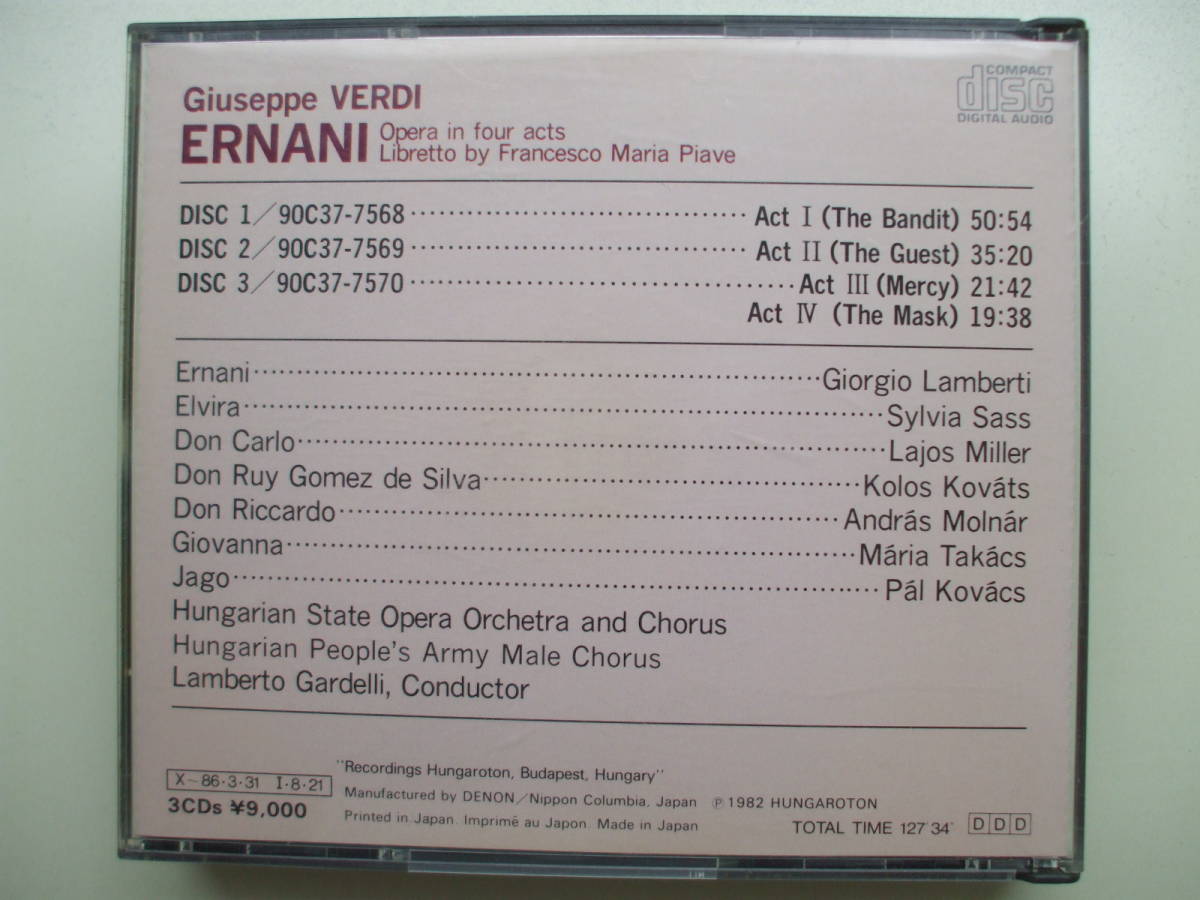 COMPACT
disc
DIGITAL AUDIO
Giuseppe VERDI
ERNANI Opera in four acts
Libretto by Francesco Maria Piave
DISC 1／90C37-7568 Act Ⅰ (The Bandit) 50:54
DISC 2／90C37-7569 Act Ⅱ (The Guest) 35:20
DISC 3／90C37-7570 Act Ⅲ (Mercy) 21:42
Act Ⅳ (The Mask) 19:38
Ernani Giorgio Lamberti
Elvira Sylvia Sass
Don Carlo Lajos Miller
Don Ruy Gomez de Silva Kolos Kováts
Don Riccardo András Molnár
Giovanna Mária Takács
Jago Pál Kovács
Hungarian State Opera Orchetra and Chorus
Hungarian People's Army Male Chorus
Lamberto Gardelli, Conductor
X～86･3･31 I･8･21
3CDs ¥9,000
"Recordings Hungaroton, Budapest, Hungary"
Manufactured by DENON／Nippon Columbia, Japan ℗ 1982 HUNGAROTON
Printed in Japan. Imprimé au Japon. Made in Japan
TOTAL TIME 127'34" DDD